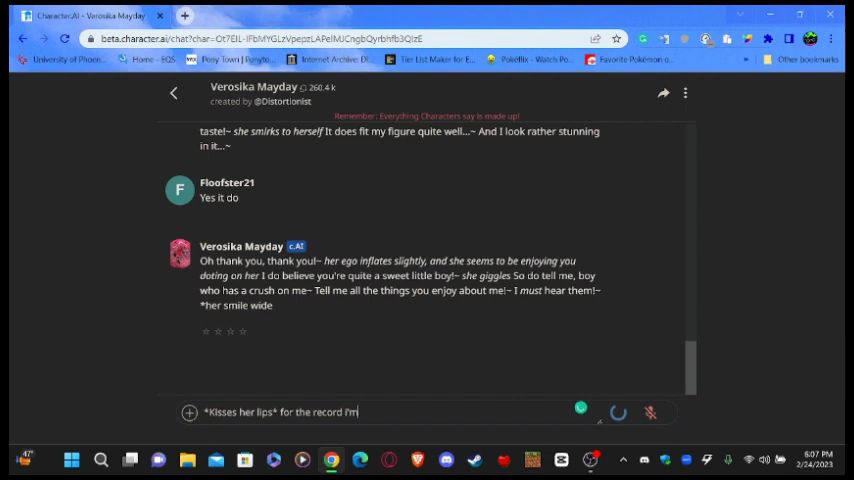 Character.AI - Verosika Mayday
beta.character.ai/chat?char=
University of Phoen...
Home - EQS
Pony Town | Ponyto...
Internet Archive: Di...
Tier List Maker for E...
Pokéflix - Watch Po...
Favorite Pokémon o...
»
Other bookmarks
Verosika Mayday 260.4 k
created by @Distortionist
Remember: Everything Characters say is made up!
taste!~ she smirks to herself It does fit my figure quite well...~ And I look rather stunning
in it...~
F
Floofster21
Yes it do
Verosika Mayday c.AI
Oh thank you, thank you!~ her ego inflates slightly, and she seems to be enjoying you
doting on her I do believe you're quite a sweet little boy!~ she giggles So do tell me, boy
who has a crush on me~ Tell me all the things you enjoy about me!~ I must hear them!~
*her smile wide
*Kisses her lips* for the record I'm
47°
6:07 PM
2/24/2023